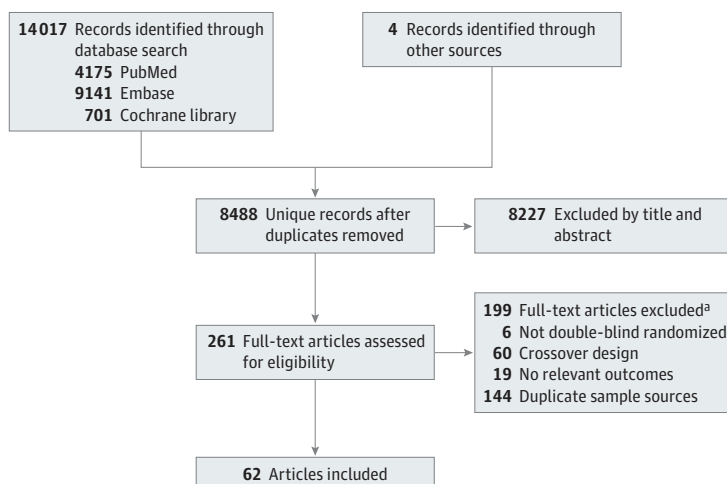 14 017 Records identified through
database search
4175 PubMed
9141 Embase
701 Cochrane library
4 Records identified through
other sources
8488 Unique records after
duplicates removed
8227 Excluded by title and
abstract
261 Full-text articles assessed
for eligibility
199 Full-text articles excludedᵃ
6 Not double-blind randomized
60 Crossover design
19 No relevant outcomes
144 Duplicate sample sources
62 Articles included